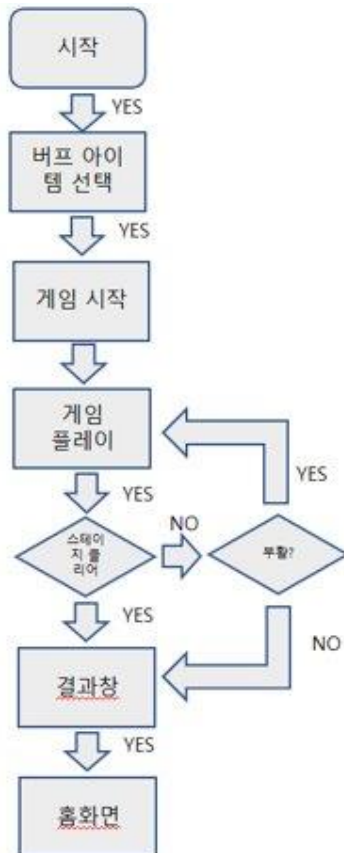 시작
YES
버프 아이
템 선택
YES
게임 시작
게임
플레이
YES
YES
스테이
지 클
리어
NO
부활?
YES
NO
결과창
YES
홈화면